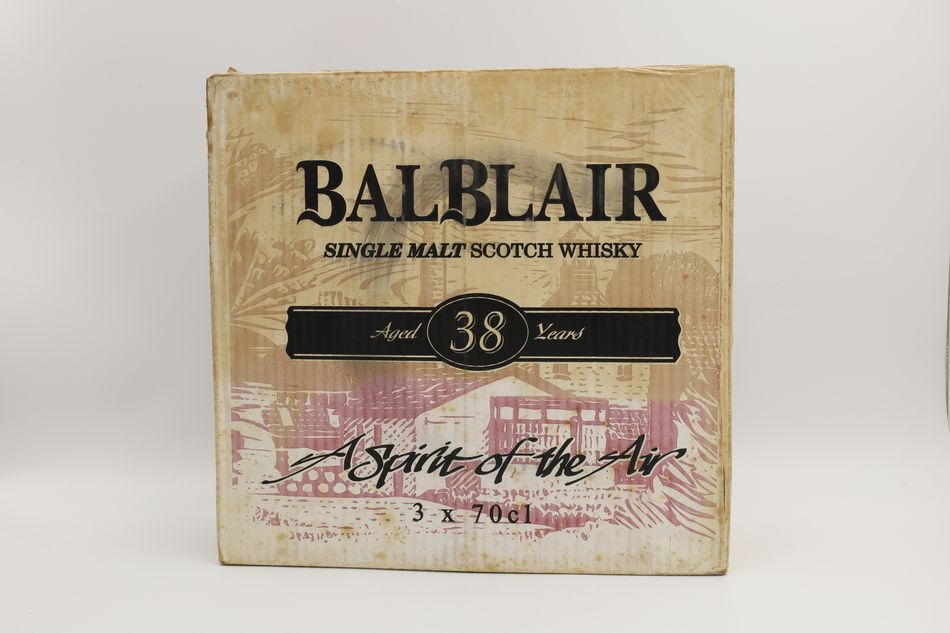 BALBLAIR
SINGLE MALT SCOTCH WHISKY
Aged 38 Years
A Spirit of the Air
3 x 70cl